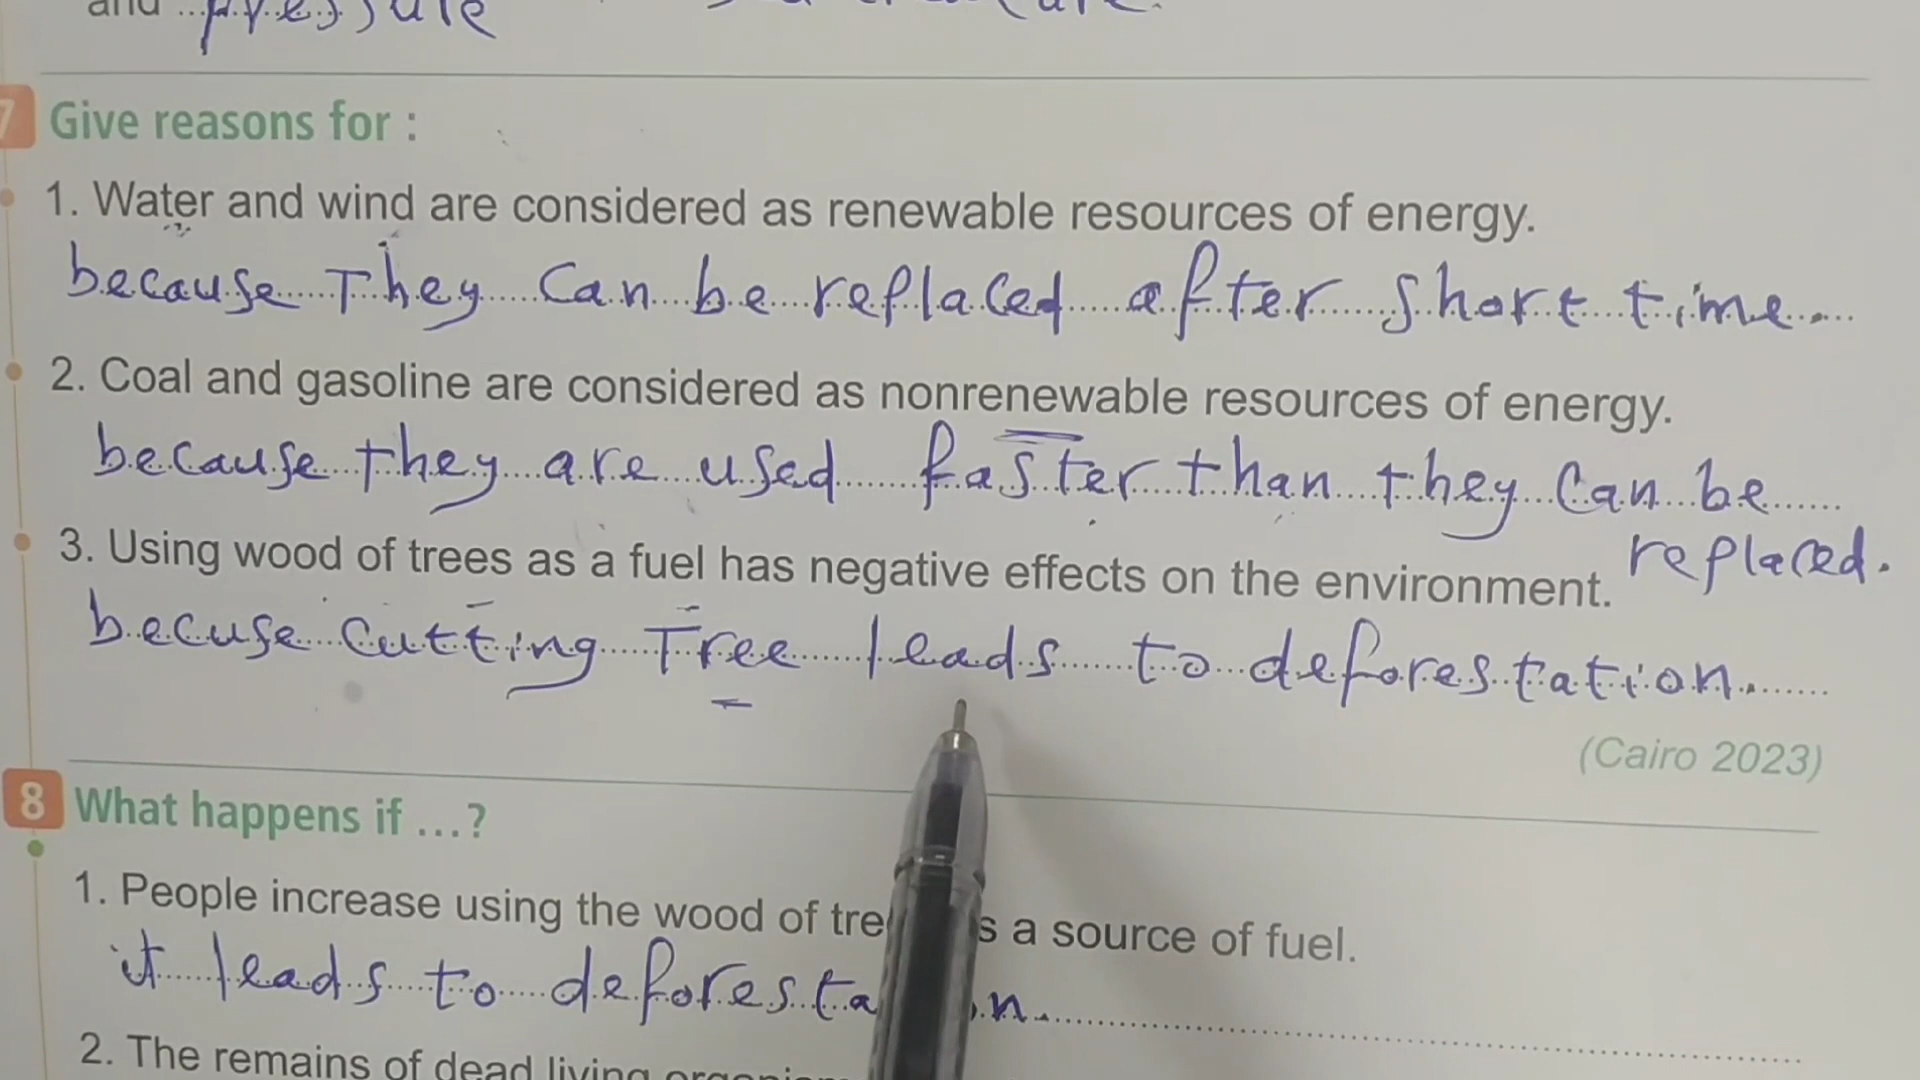 and ..pressure
7 Give reasons for :
1. Water and wind are considered as renewable resources of energy.
because They can be replaced after short time.
2. Coal and gasoline are considered as nonrenewable resources of energy.
because they are used faster than they can be
replaced.
3. Using wood of trees as a fuel has negative effects on the environment.
becuse cutting Tree leads to deforestation.
(Cairo 2023)
8 What happens if ...?
1. People increase using the wood of tre s a source of fuel.
it leads to deforesta on.
2. The remains of dead living